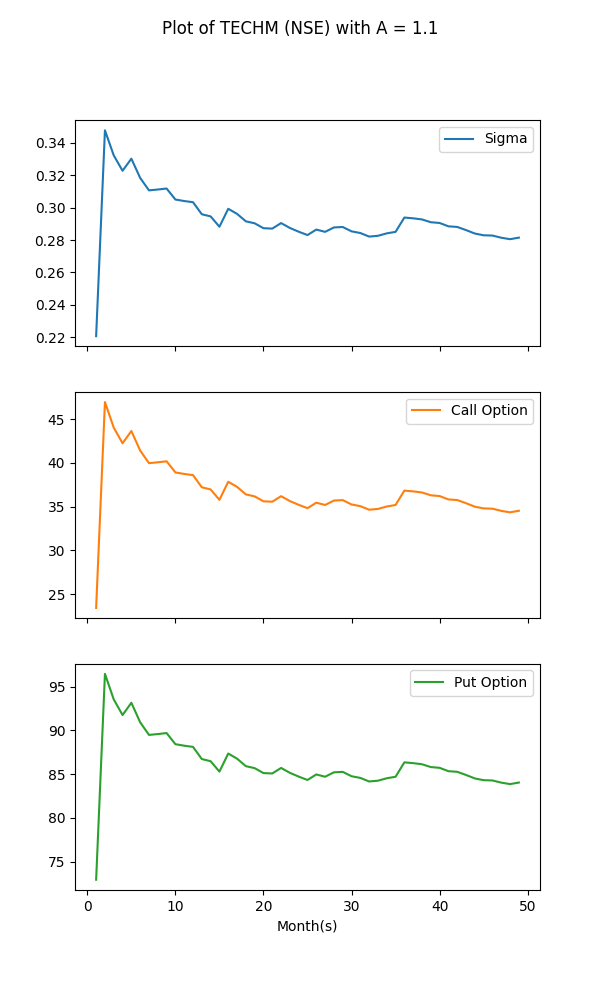 Plot of TECHM (NSE) with A = 1.1
Sigma
0.34
0.32
0.30
0.28
0.26
0.24
0.22
Call Option
45
40
35
30
25
Put Option
95
90
85
80
75
0 10 20 30 40 50
Month(s)